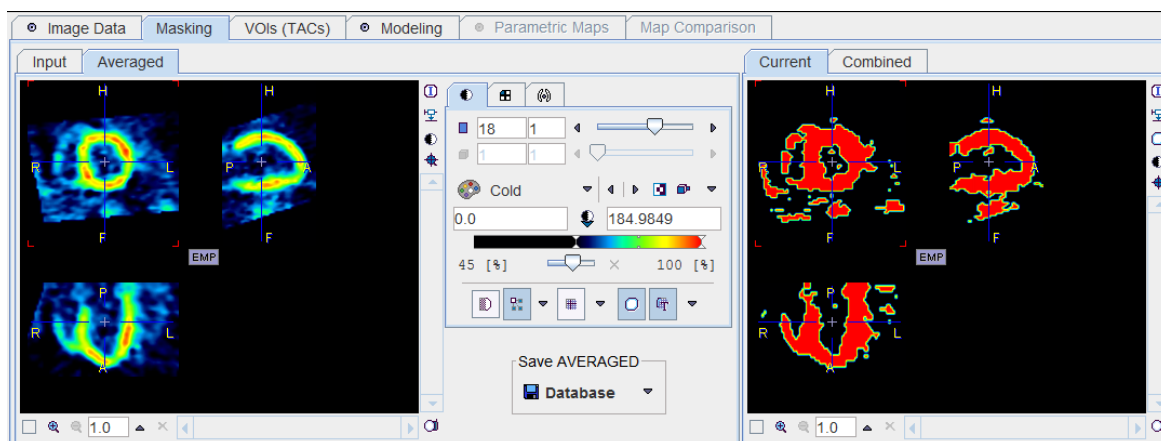 Image Data Masking VOIs (TACs) Modeling Parametric Maps Map Comparison
Input Averaged Current Combined
H H H H
18 1
1 1
R L P A R L P A
Cold
0.0 184.9849
F F F F
EMP EMP
45 [%] 100 [%]
P P
R L R L
A A
Save AVERAGED
Database
1.0 1.0